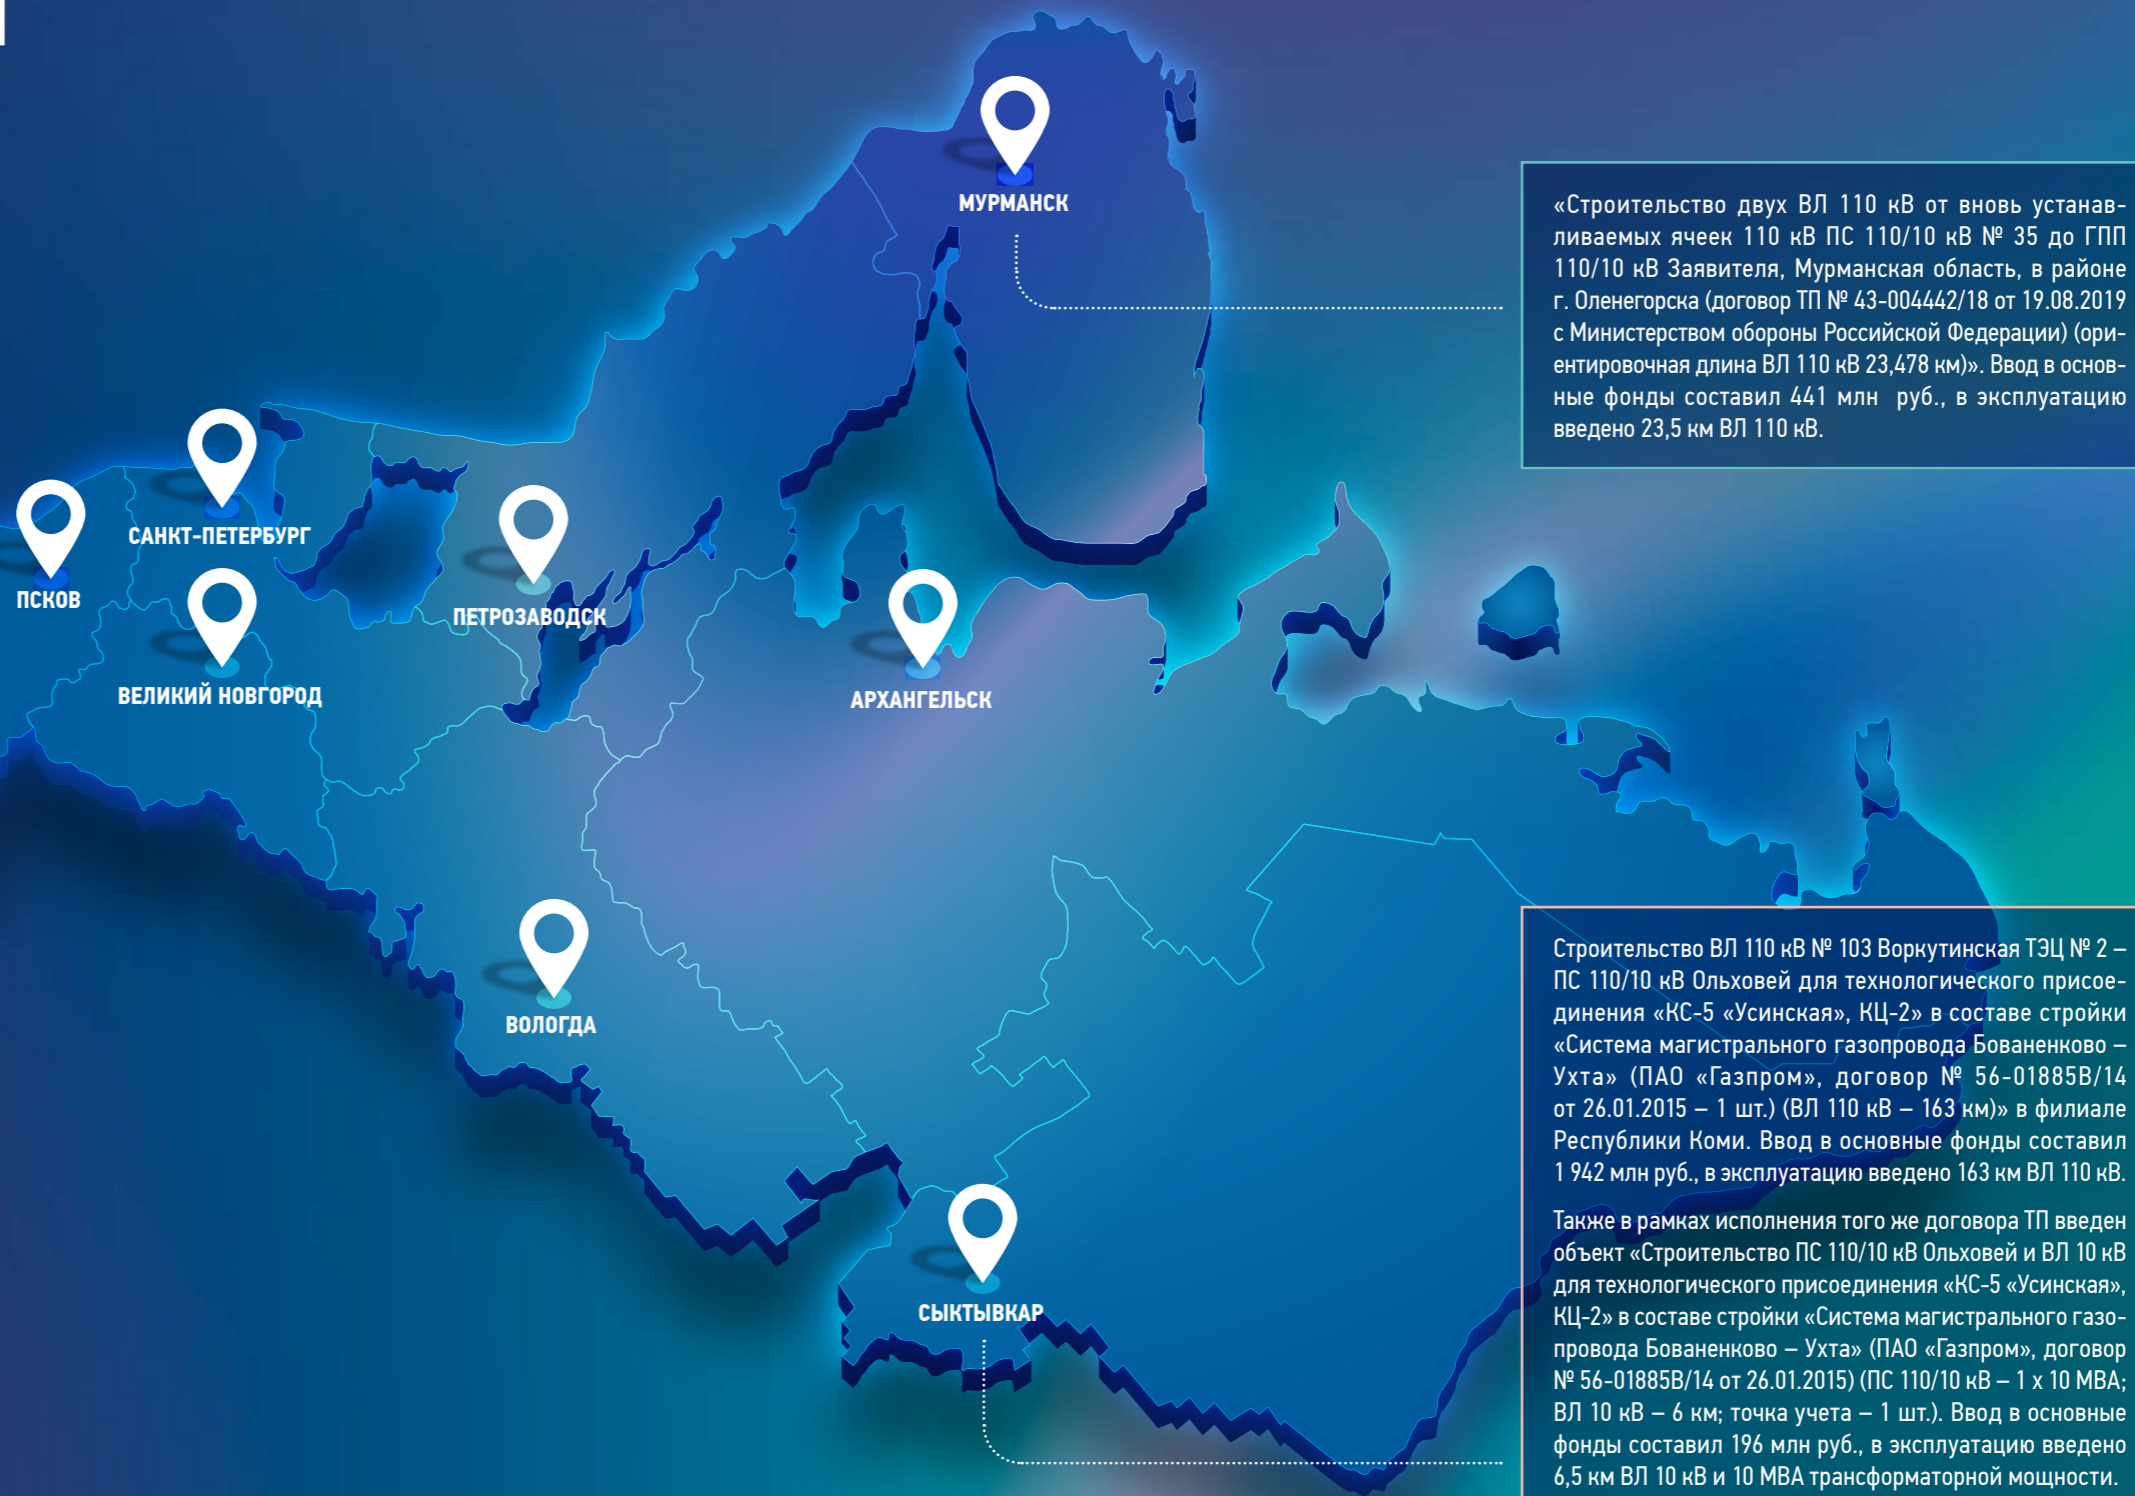 МУРМАНСК
«Строительство двух ВЛ 110 кВ от вновь устанав-
ливаемых ячеек 110 кВ ПС 110/10 кВ № 35 до ГПП
110/10 кВ Заявителя, Мурманская область, в районе
г. Оленегорска (договор ТП № 43-004442/18 от 19.08.2019
с Министерством обороны Российской Федерации) (ори-
ентировочная длина ВЛ 110 кВ 23,478 км)». Ввод в основ-
ные фонды составил 441 млн руб., в эксплуатацию
введено 23,5 км ВЛ 110 кВ.
САНКТ-ПЕТЕРБУРГ
ПСКОВ
ПЕТРОЗАВОДСК
ВЕЛИКИЙ НОВГОРОД
АРХАНГЕЛЬСК
ВОЛОГДА
СЫКТЫВКАР
Строительство ВЛ 110 кВ № 103 Воркутинская ТЭЦ № 2 –
ПС 110/10 кВ Ольховей для технологического присое-
динения «КС-5 «Усинская», КЦ-2» в составе стройки
«Система магистрального газопровода Бованенково –
Ухта» (ПАО «Газпром», договор № 56-01885В/14
от 26.01.2015 – 1 шт.) (ВЛ 110 кВ – 163 км)» в филиале
Республики Коми. Ввод в основные фонды составил
1 942 млн руб., в эксплуатацию введено 163 км ВЛ 110 кВ.
Также в рамках исполнения того же договора ТП введен
объект «Строительство ПС 110/10 кВ Ольховей и ВЛ 10 кВ
для технологического присоединения «КС-5 «Усинская»,
КЦ-2» в составе стройки «Система магистрального газо-
провода Бованенково – Ухта» (ПАО «Газпром», договор
№ 56-01885В/14 от 26.01.2015) (ПС 110/10 кВ – 1 х 10 МВА;
ВЛ 10 кВ – 6 км; точка учета – 1 шт.). Ввод в основные
фонды составил 196 млн руб., в эксплуатацию введено
6,5 км ВЛ 10 кВ и 10 МВА трансформаторной мощности.